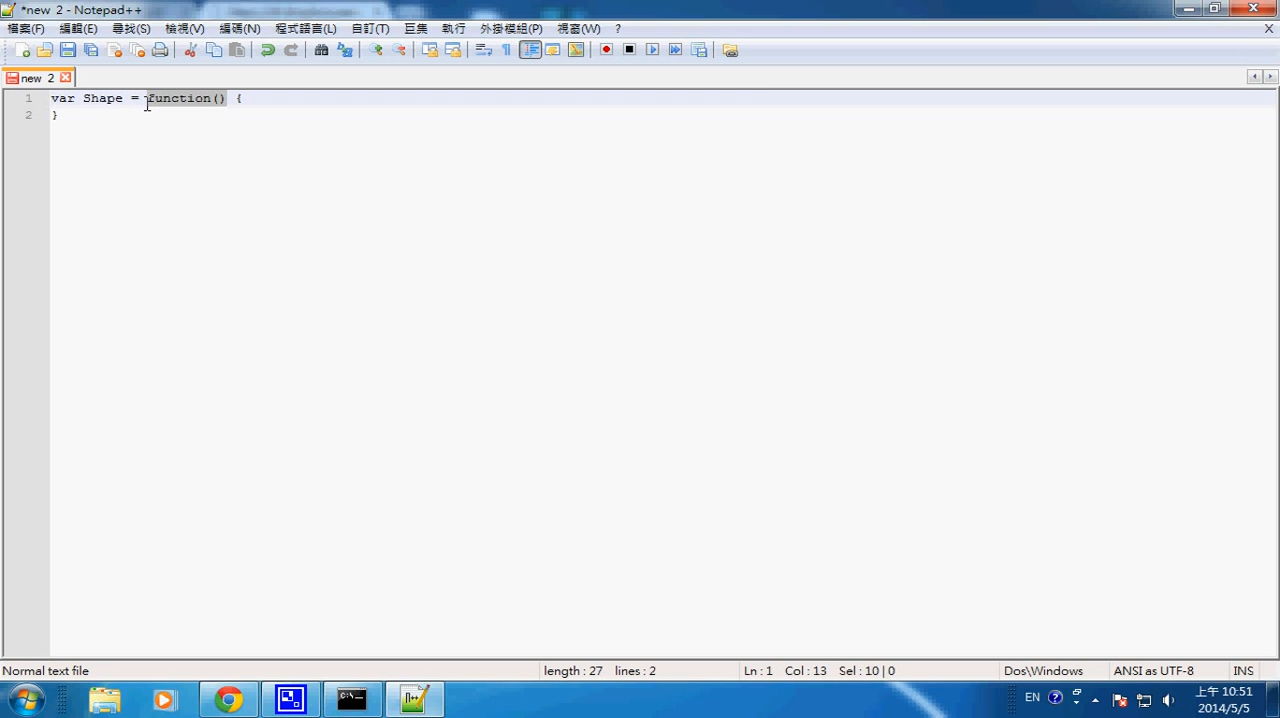 *new 2 - Notepad++
檔案(F) 編輯(E) 尋找(S) 檢視(V) 編碼(N) 程式語言(L) 自訂(T) 巨集 執行 外掛模組(P) 視窗(W) ? X
new 2
1 var Shape = function() {
2 }
Normal text file length : 27 lines : 2 Ln : 1 Col : 13 Sel : 10 | 0 Dos\Windows ANSI as UTF-8 INS
EN 上午 10:51
2014/5/5